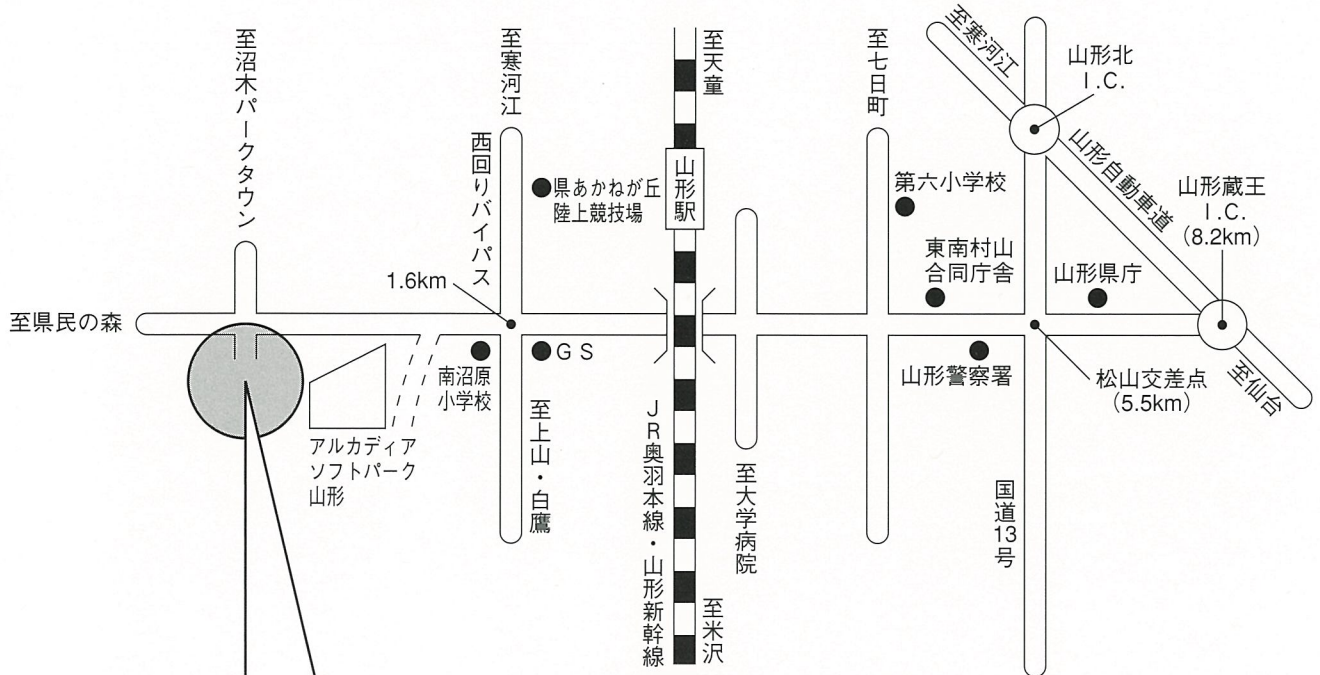 至沼木パークタウン
至寒河江
西回りバイパス
県あかねが丘
陸上競技場
至天童
山形駅
至七日町
第六小学校
東南村山
合同庁舎
至寒河江
山形北
I.C.
山形自動車道
山形蔵王
I.C.
(8.2km)
山形県庁
1.6km
至県民の森
南沼原
小学校
GS
山形警察署
松山交差点
(5.5km)
至仙台
アルカディア
ソフトパーク
山形
至上山・白鷹
JR奥羽本線・山形新幹線
至大学病院
国道13号
至米沢